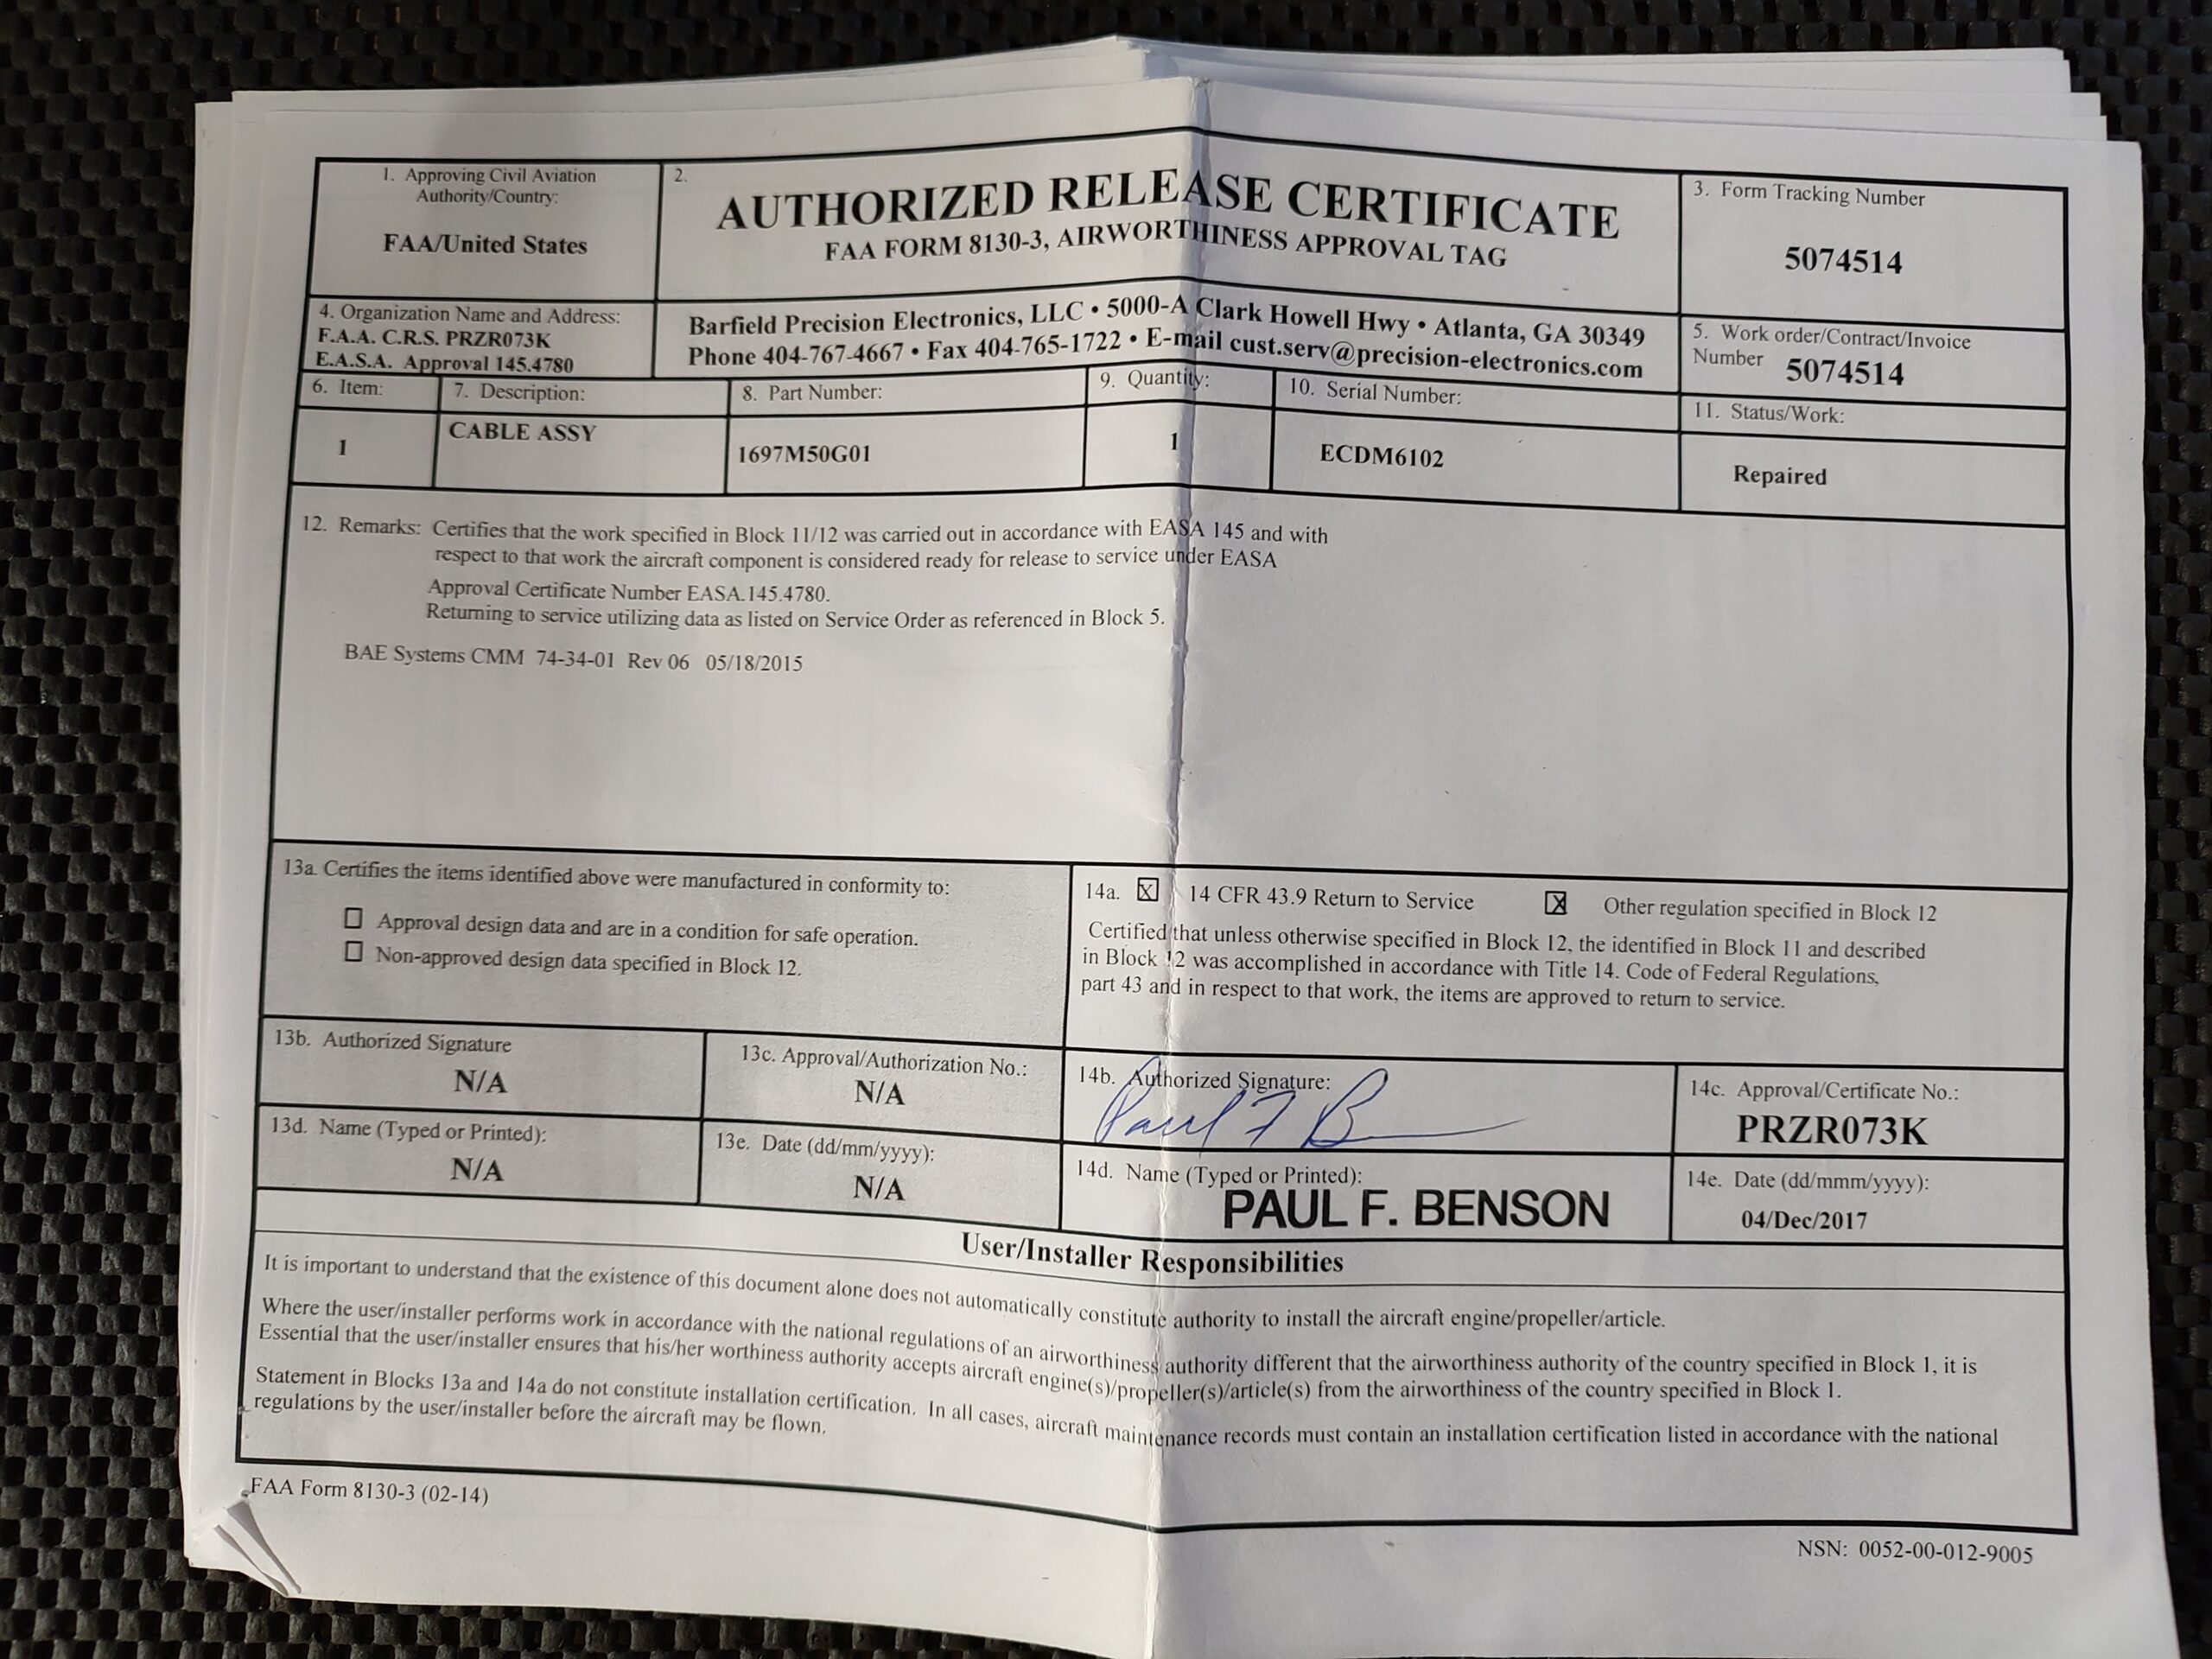 1. Approving Civil Aviation
Authority/Country:
FAA/United States
2.
AUTHORIZED RELEASE CERTIFICATE
FAA FORM 8130-3, AIRWORTHINESS APPROVAL TAG
3. Form Tracking Number
5074514
4. Organization Name and Address:
F.A.A. C.R.S. PRZR073K
E.A.S.A. Approval 145.4780
Barfield Precision Electronics, LLC • 5000-A Clark Howell Hwy • Atlanta, GA 30349
Phone 404-767-4667 • Fax 404-765-1722 • E-mail cust.serv@precision-electronics.com
5. Work order/Contract/Invoice
Number 5074514
6. Item:
7. Description:
8. Part Number:
9. Quantity:
10. Serial Number:
11. Status/Work:
1
CABLE ASSY
1697M50G01
1
ECDM6102
Repaired
12. Remarks: Certifies that the work specified in Block 11/12 was carried out in accordance with EASA 145 and with
respect to that work the aircraft component is considered ready for release to service under EASA
Approval Certificate Number EASA.145.4780.
Returning to service utilizing data as listed on Service Order as referenced in Block 5.
BAE Systems CMM 74-34-01 Rev 06 05/18/2015
13a. Certifies the items identified above were manufactured in conformity to:
Approval design data and are in a condition for safe operation.
Non-approved design data specified in Block 12.
14a. X 14 CFR 43.9 Return to Service X Other regulation specified in Block 12
Certified that unless otherwise specified in Block 12, the identified in Block 11 and described
in Block 12 was accomplished in accordance with Title 14. Code of Federal Regulations,
part 43 and in respect to that work, the items are approved to return to service.
13b. Authorized Signature
N/A
13c. Approval/Authorization No.:
N/A
14b. Authorized Signature:
Paul F B
14c. Approval/Certificate No.:
PRZR073K
13d. Name (Typed or Printed):
N/A
13e. Date (dd/mm/yyyy):
N/A
14d. Name (Typed or Printed):
PAUL F. BENSON
14e. Date (dd/mmm/yyyy):
04/Dec/2017
User/Installer Responsibilities
It is important to understand that the existence of this document alone does not automatically constitute authority to install the aircraft engine/propeller/article.
Where the user/installer performs work in accordance with the national regulations of an airworthiness authority different that the airworthiness authority of the country specified in Block 1, it is
Essential that the user/installer ensures that his/her worthiness authority accepts aircraft engine(s)/propeller(s)/article(s) from the airworthiness of the country specified in Block 1.
Statement in Blocks 13a and 14a do not constitute installation certification. In all cases, aircraft maintenance records must contain an installation certification listed in accordance with the national
regulations by the user/installer before the aircraft may be flown.
FAA Form 8130-3 (02-14)
NSN: 0052-00-012-9005